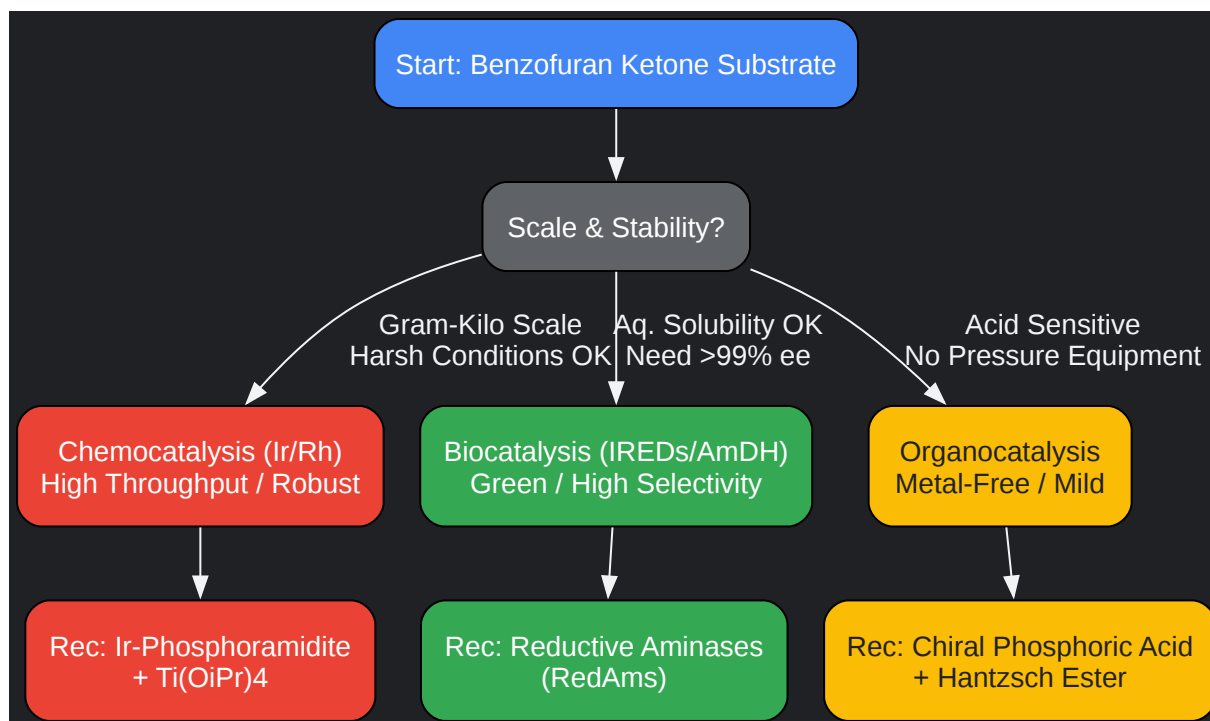 Start: Benzofuran Ketone Substrate
Scale & Stability?
Gram-Kilo Scale
Harsh Conditions OK
Aq. Solubility OK
Need >99% ee
Acid Sensitive
No Pressure Equipment
Chemocatalysis (Ir/Rh)
High Throughput / Robust
Biocatalysis (IREDs/AmDH)
Green / High Selectivity
Organocatalysis
Metal-Free / Mild
Rec: Ir-Phosphoramidite
+ Ti(OiPr)4
Rec: Reductive Aminases
(RedAms)
Rec: Chiral Phosphoric Acid
+ Hantzsch Ester